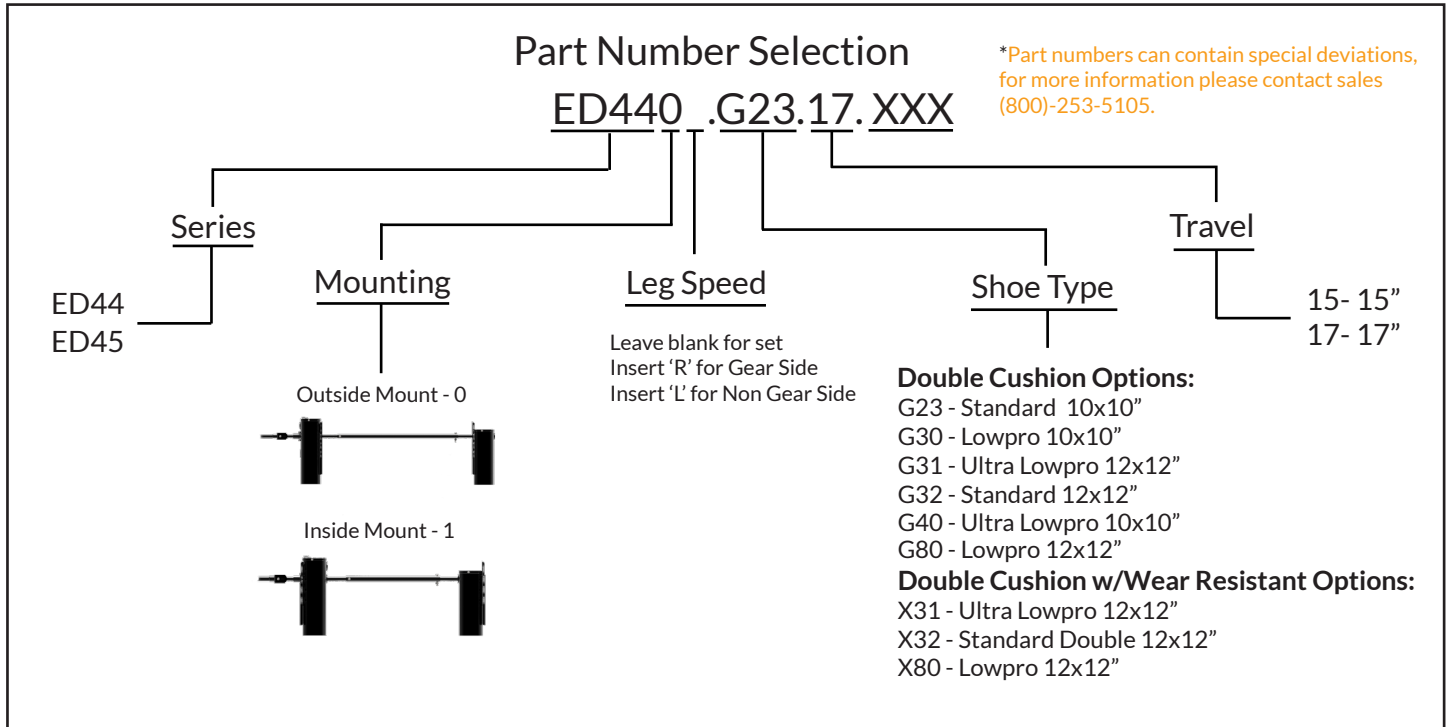 Part Number Selection
*Part numbers can contain special deviations,
for more information please contact sales
(800)-253-5105.
ED440_.G23.17.XXX
Series
ED44
ED45
Mounting
Outside Mount - 0
Inside Mount - 1
Leg Speed
Leave blank for set
Insert ‘R’ for Gear Side
Insert ‘L’ for Non Gear Side
Shoe Type
Double Cushion Options:
G23 - Standard 10x10”
G30 - Lowpro 10x10”
G31 - Ultra Lowpro 12x12”
G32 - Standard 12x12”
G40 - Ultra Lowpro 10x10”
G80 - Lowpro 12x12”
Double Cushion w/Wear Resistant Options:
X31 - Ultra Lowpro 12x12”
X32 - Standard Double 12x12”
X80 - Lowpro 12x12”
Travel
15- 15”
17- 17”